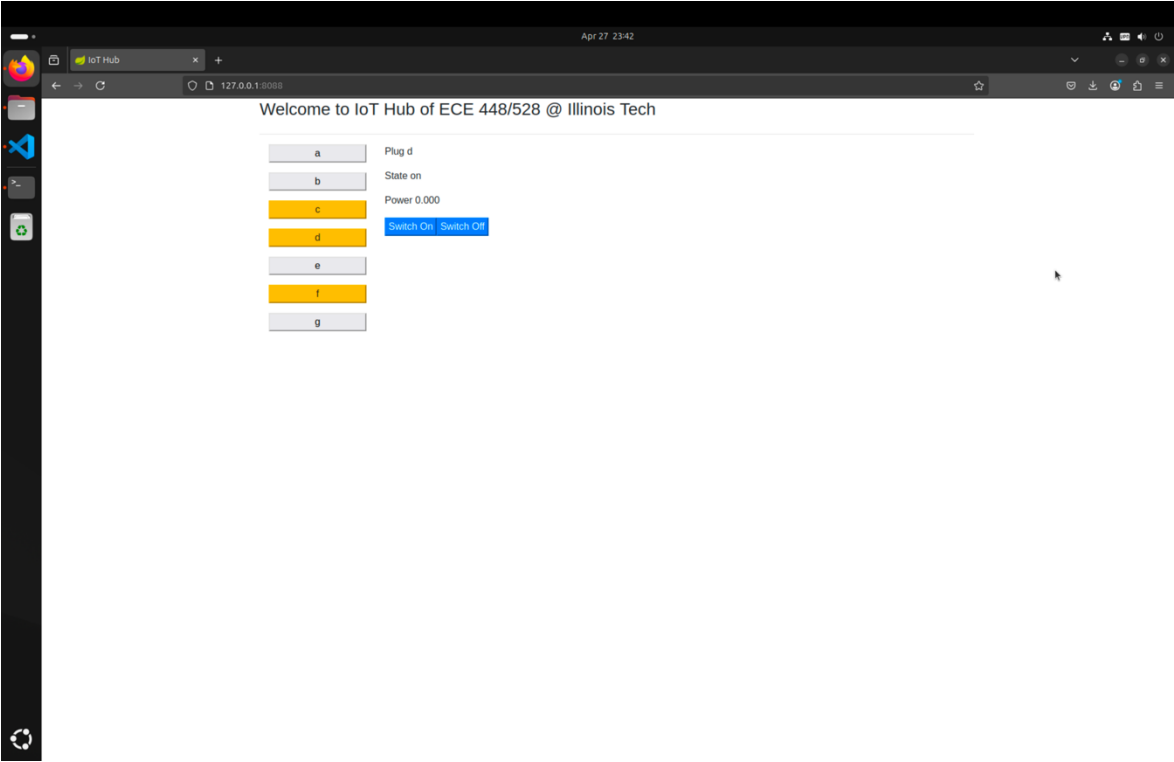 Apr 27 23:42
IoT Hub
127.0.0.1:8088
Welcome to IoT Hub of ECE 448/528 @ Illinois Tech
a
b
c
d
e
f
g
Plug d
State on
Power 0.000
Switch On Switch Off